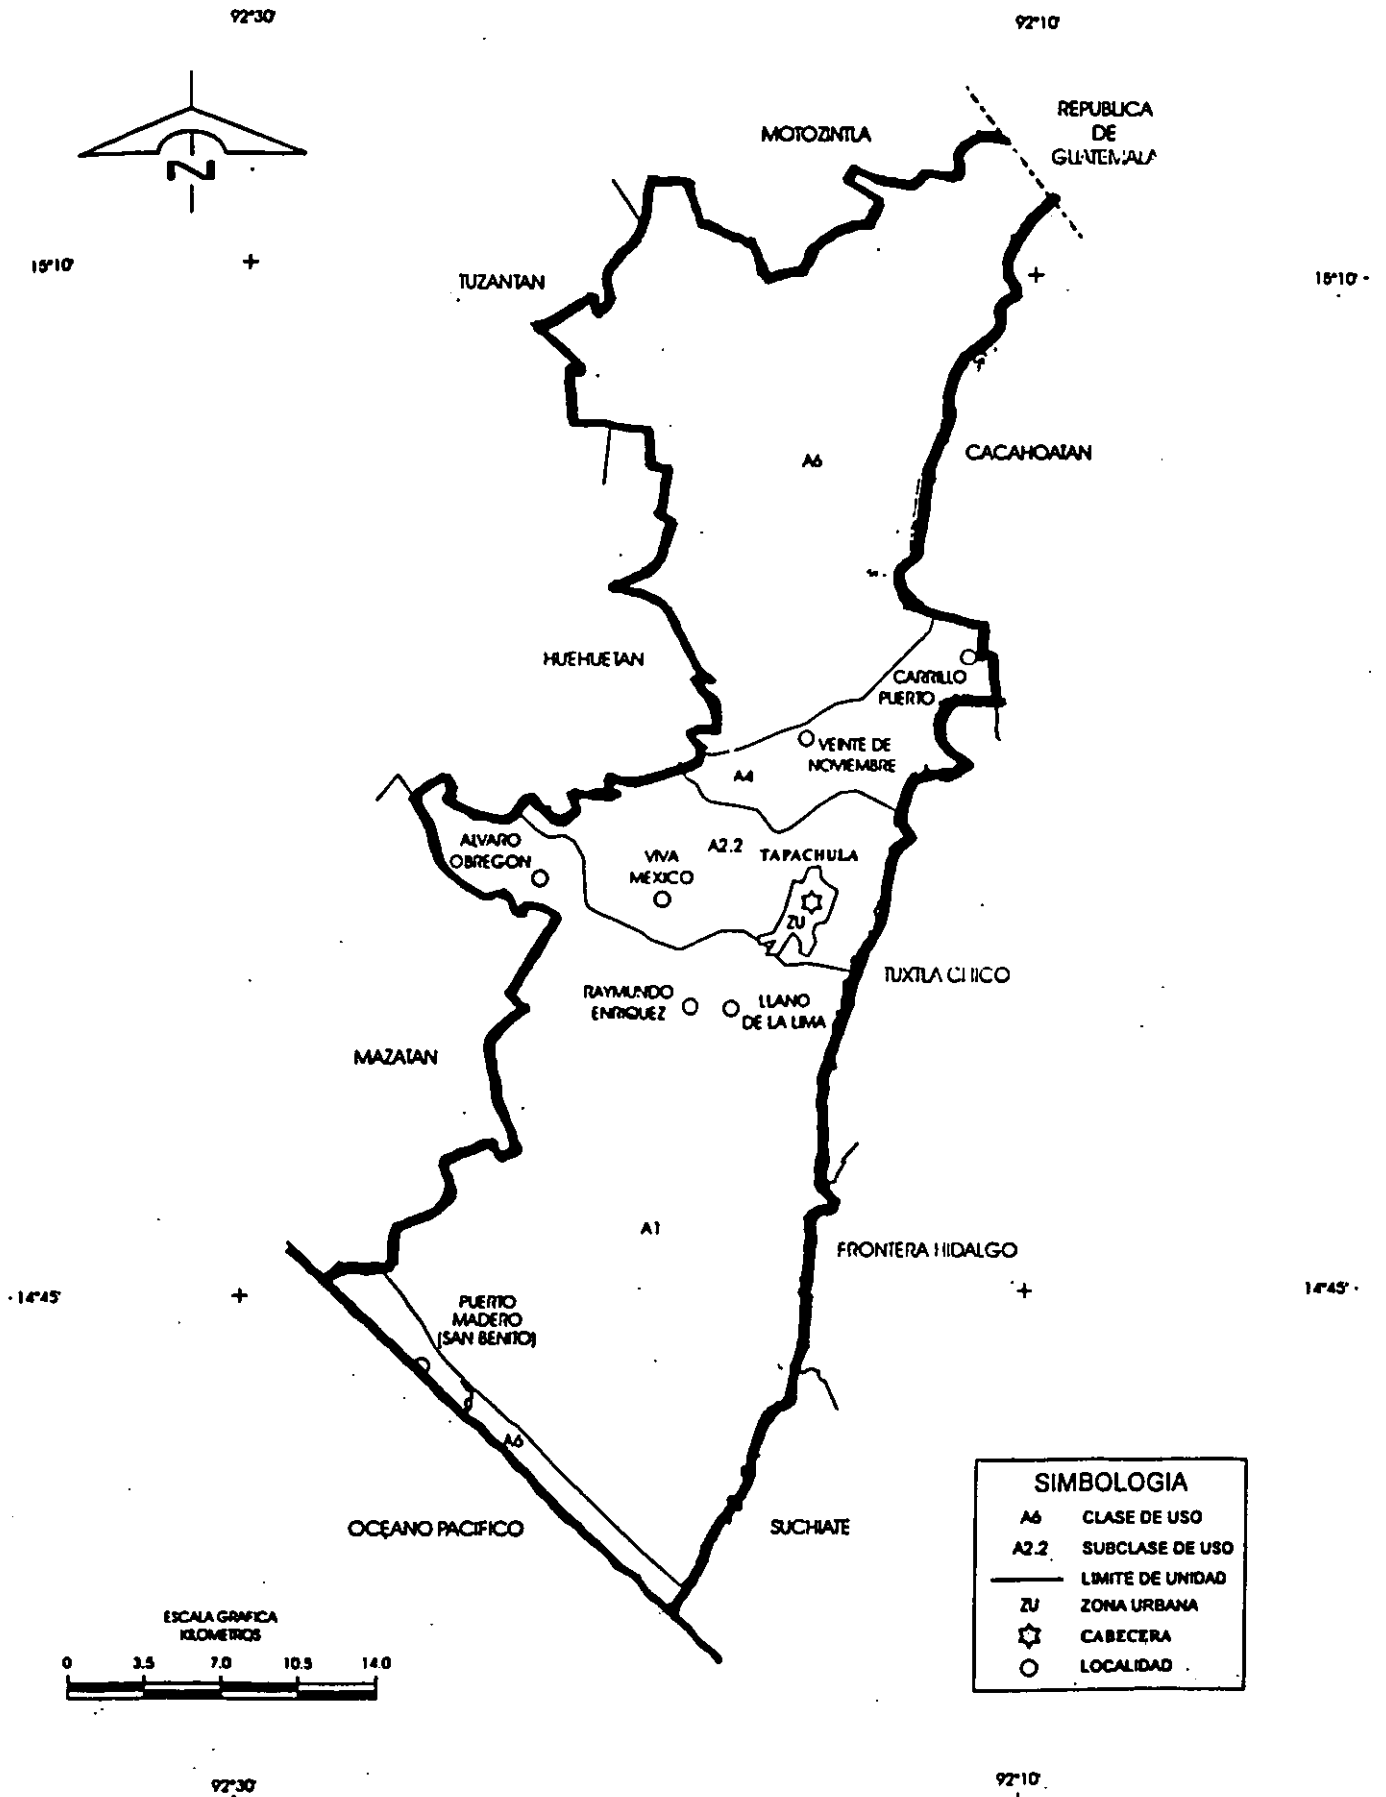 92°30'
92°10'
N
MOTOZINTLA
REPUBLICA
DE
GUATEMALA
15°10'
15°10'
TUZANTAN
CACAHOATAN
A6
HUEHUETAN
CARRILLO
PUERTO
VEINTE DE
NOVIEMBRE
A4
ALVARO
OBREGON
A2.2
TAPACHULA
VIVA
MEXICO
ZU
TUXTLA CHICO
RAYMUNDO
ENRIQUEZ
LLANO
DE LA LIMA
MAZATAN
A1
FRONTERA HIDALGO
14°45'
14°45'
PUERTO
MADERO
(SAN BENITO)
A6
OCEANO PACIFICO
SUCHIATE
SIMBOLOGIA
A6 CLASE DE USO
A2.2 SUBCLASE DE USO
LIMITE DE UNIDAD
ZU ZONA URBANA
CABECERA
LOCALIDAD
ESCALA GRAFICA
KILOMETROS
0 3.5 7.0 10.5 14.0
92°30'
92°10'